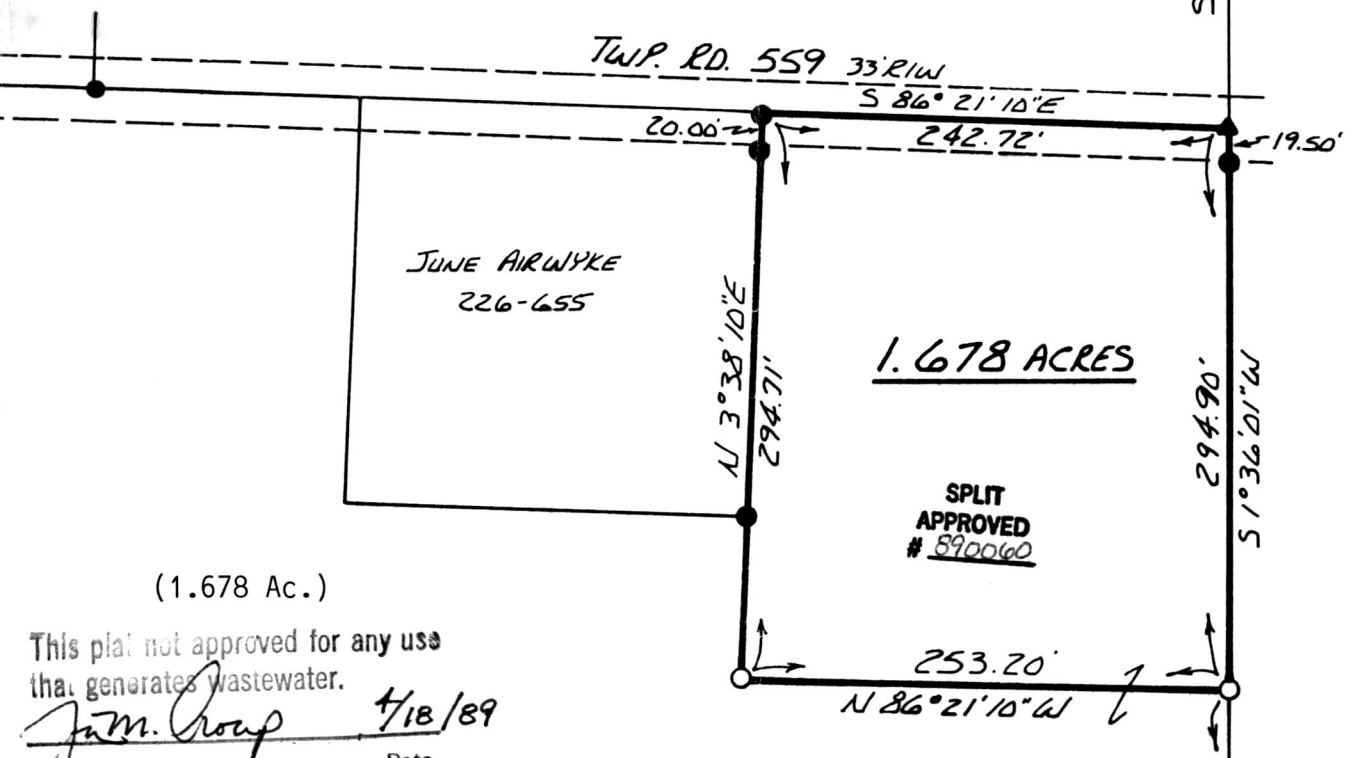 TWP. RD. 559 33' R/W
S 86° 21' 10" E
20.00'
242.72'
19.50'
JUNE AIRWYKE
226-655
N 3° 38' 10" E
294.71'
1.678 ACRES
294.90'
S 1° 36' 01" W
SPLIT
APPROVED
# 890060
(1.678 Ac.)
This plat not approved for any use
that generates wastewater.
4/18/89
253.20'
N 86° 21' 10" W